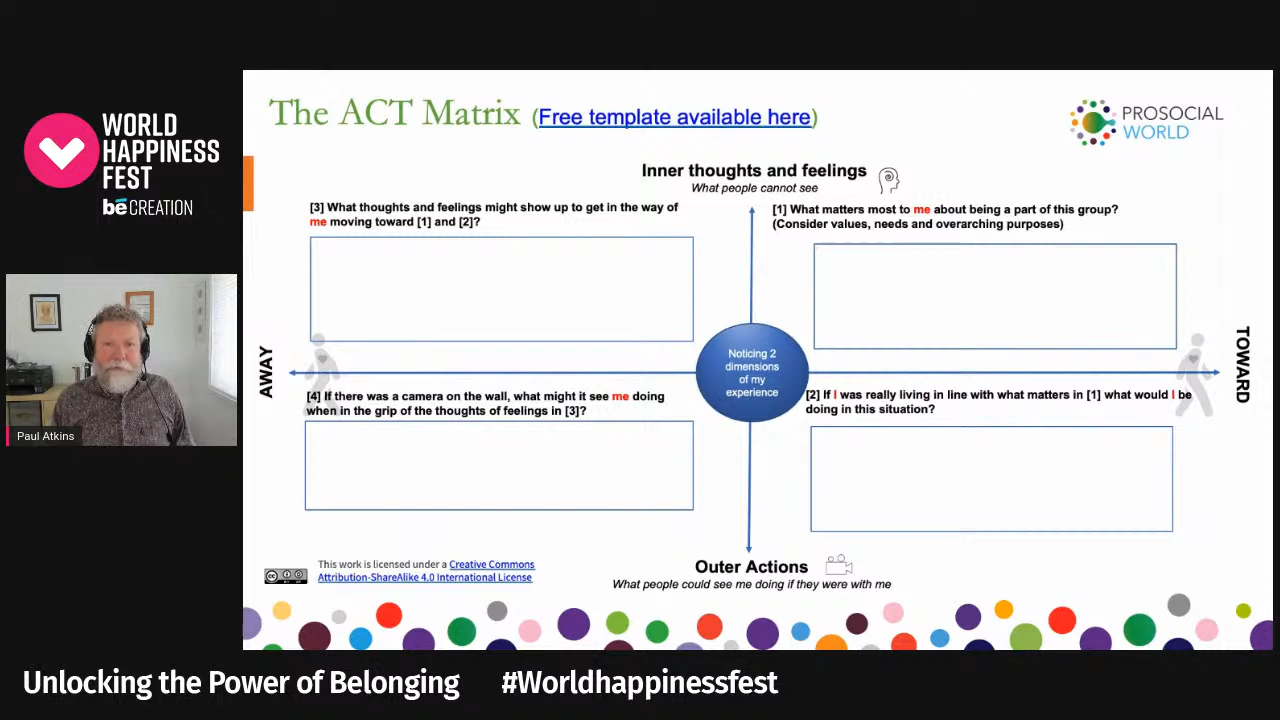 WORLD
HAPPINESS
FEST
bē CREATION
Paul Atkins
The ACT Matrix (Free template available here)
PROSOCIAL
WORLD
Inner thoughts and feelings
What people cannot see
[3] What thoughts and feelings might show up to get in the way of
me moving toward [1] and [2]?
[1] What matters most to me about being a part of this group?
(Consider values, needs and overarching purposes)
AWAY
Noticing 2
dimensions
of my
experience
TOWARD
[4] If there was a camera on the wall, what might it see me doing
when in the grip of the thoughts of feelings in [3]?
[2] If I was really living in line with what matters in [1] what would I be
doing in this situation?
Outer Actions
What people could see me doing if they were with me
cc
This work is licensed under a Creative Commons
Attribution-ShareAlike 4.0 International License
Unlocking the Power of Belonging #Worldhappinessfest